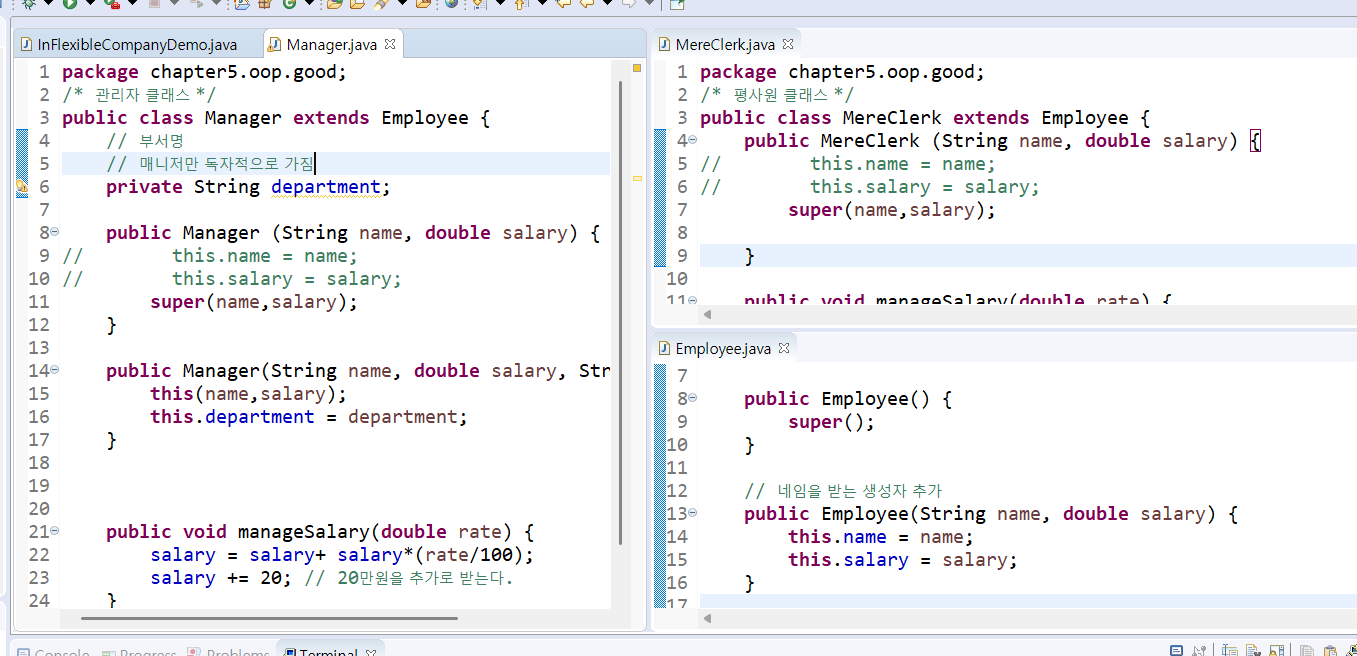 InFlexibleCompanyDemo.java
Manager.java
1 package chapter5.oop.good;
2 /* 관리자 클래스 */
3 public class Manager extends Employee {
4 // 부서명
5 // 매니저만 독자적으로 가짐
6 private String department;
7
8 public Manager (String name, double salary) {
9 // this.name = name;
10 // this.salary = salary;
11 super(name,salary);
12 }
13
14 public Manager(String name, double salary, Str
15 this(name,salary);
16 this.department = department;
17 }
18
19
20
21 public void manageSalary(double rate) {
22 salary = salary+ salary*(rate/100);
23 salary += 20; // 20만원을 추가로 받는다.
24 }
MereClerk.java
1 package chapter5.oop.good;
2 /* 평사원 클래스 */
3 public class MereClerk extends Employee {
4 public MereClerk (String name, double salary) {
5 // this.name = name;
6 // this.salary = salary;
7 super(name,salary);
8
9 }
10
11 public void manageSalary(double rate) {
Employee.java
7
8 public Employee() {
9 super();
10 }
11
12 // 네임을 받는 생성자 추가
13 public Employee(String name, double salary) {
14 this.name = name;
15 this.salary = salary;
16 }
17
Console Progress Problems Terminal